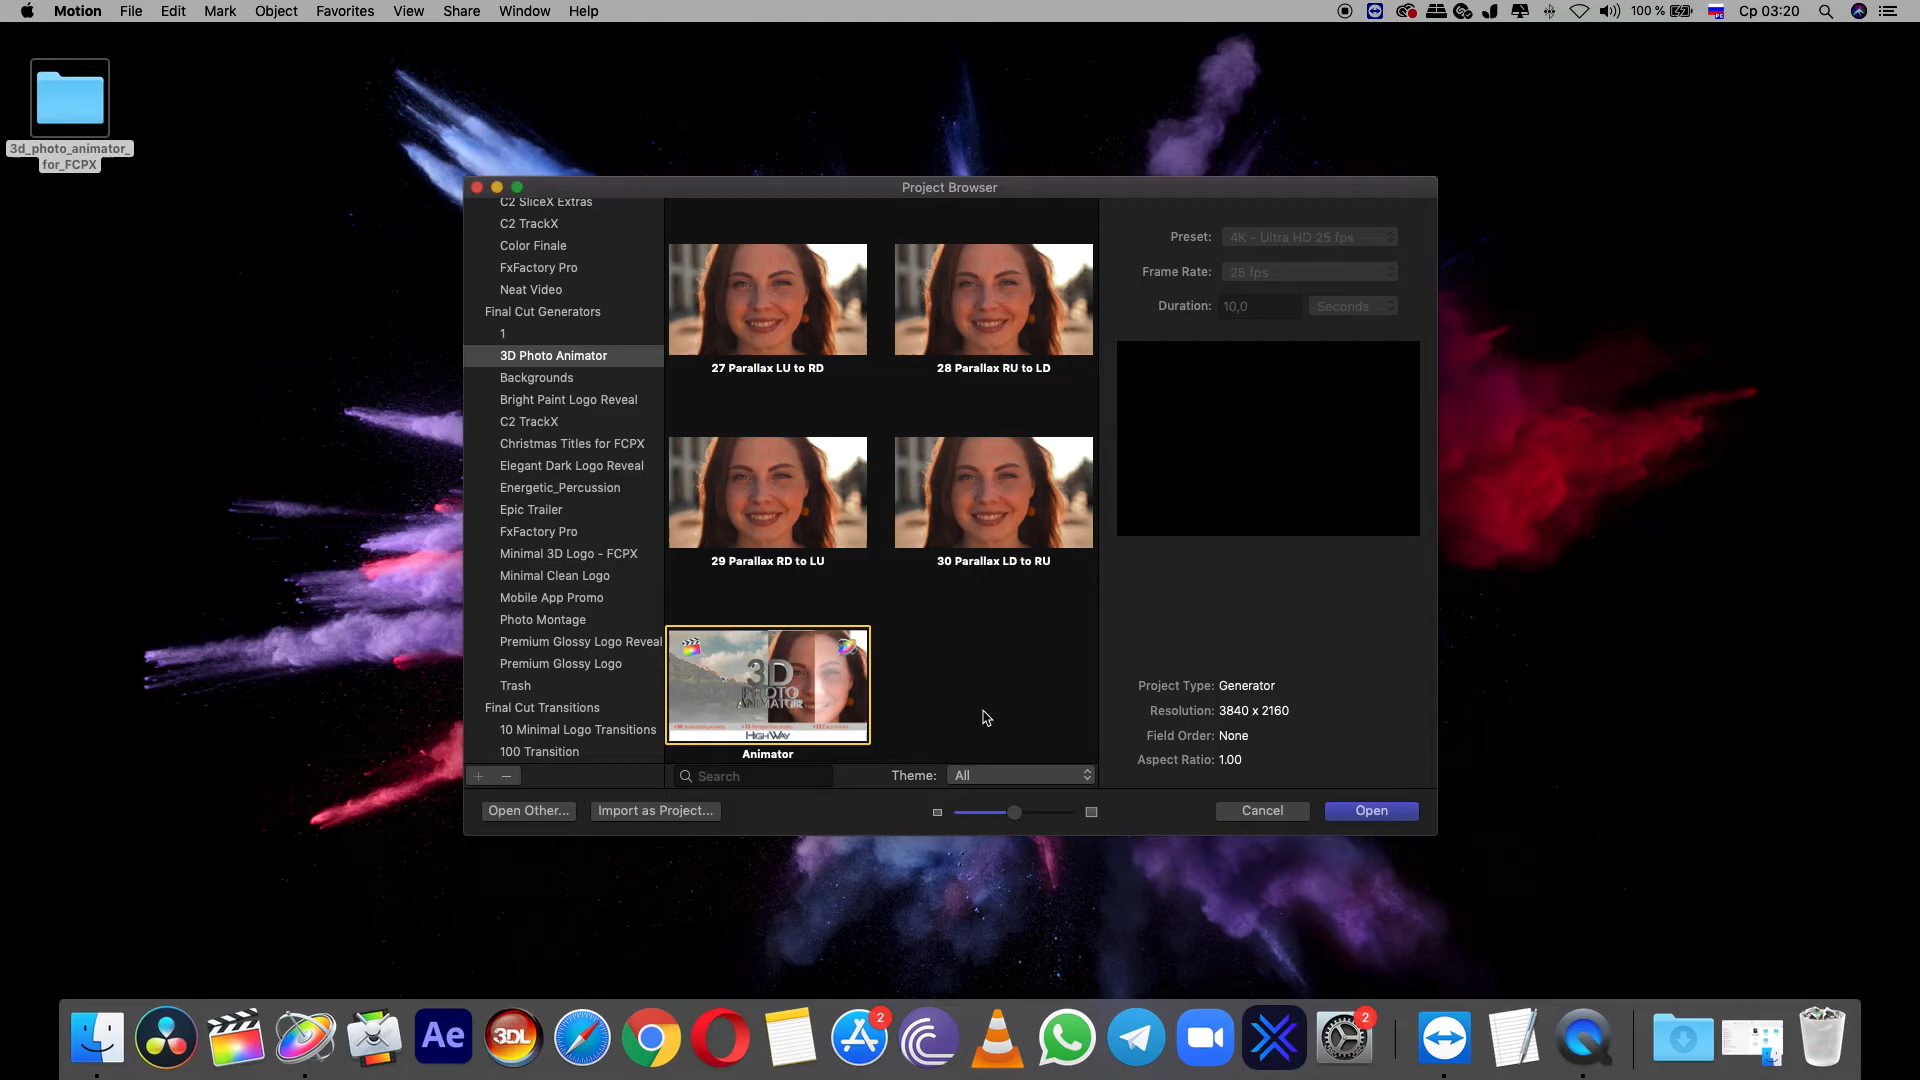 Motion File Edit Mark Object Favorites View Share Window Help
100 % РС Ср 03:20
3d_photo_animator_
for_FCPX
Project Browser
C2 SliceX Extras
C2 TrackX
Color Finale
FxFactory Pro
Neat Video
Final Cut Generators
1
3D Photo Animator
Backgrounds
Bright Paint Logo Reveal
C2 TrackX
Christmas Titles for FCPX
Elegant Dark Logo Reveal
Energetic_Percussion
Epic Trailer
FxFactory Pro
Minimal 3D Logo - FCPX
Minimal Clean Logo
Mobile App Promo
Photo Montage
Premium Glossy Logo Reveal
Premium Glossy Logo
Trash
Final Cut Transitions
10 Minimal Logo Transitions
100 Transition
27 Parallax LU to RD
28 Parallax RU to LD
29 Parallax RD to LU
30 Parallax LD to RU
3D
PHOTO
ANIMATOR
HIGHWAY
Animator
Search
Theme: All
Preset: 4K - Ultra HD 25 fps
Frame Rate: 25 fps
Duration: 10,0 Seconds
Project Type: Generator
Resolution: 3840 x 2160
Field Order: None
Aspect Ratio: 1.00
Open Other...
Import as Project...
Cancel
Open
Ae
3DL
2
2